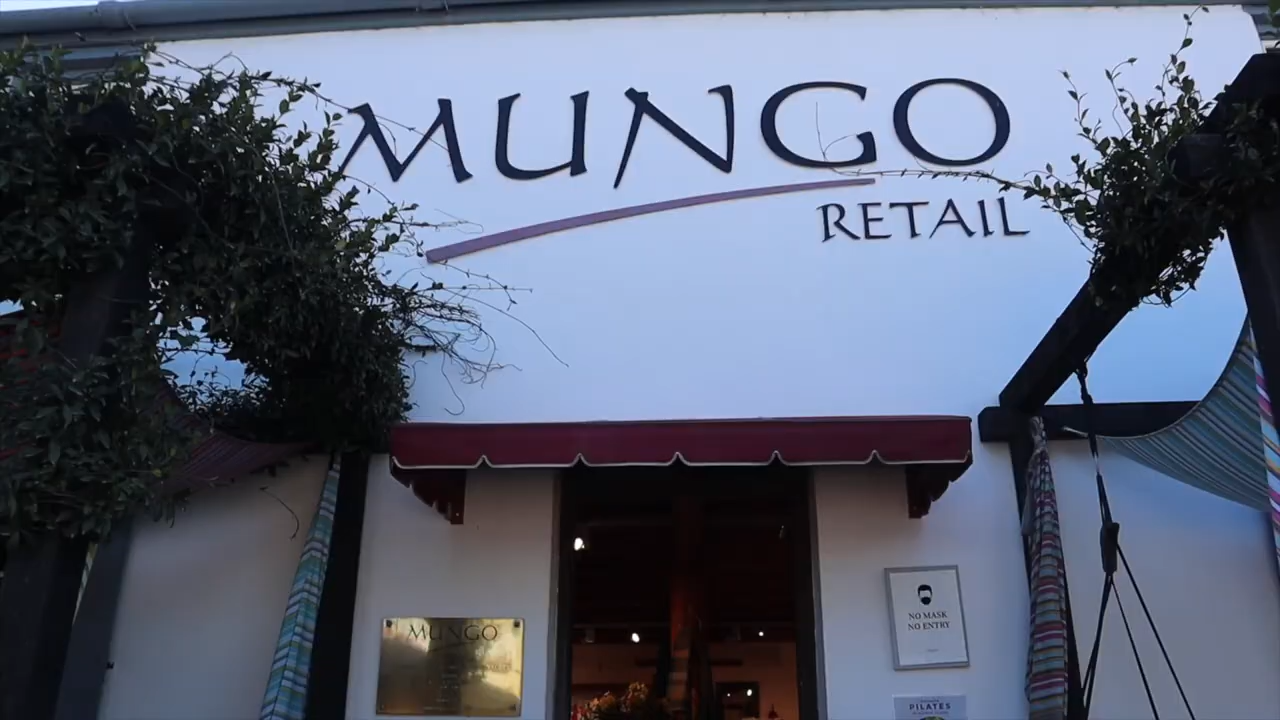 MUNGO
RETAIL
MUNGO
NO MASK
NO ENTRY
PILATES